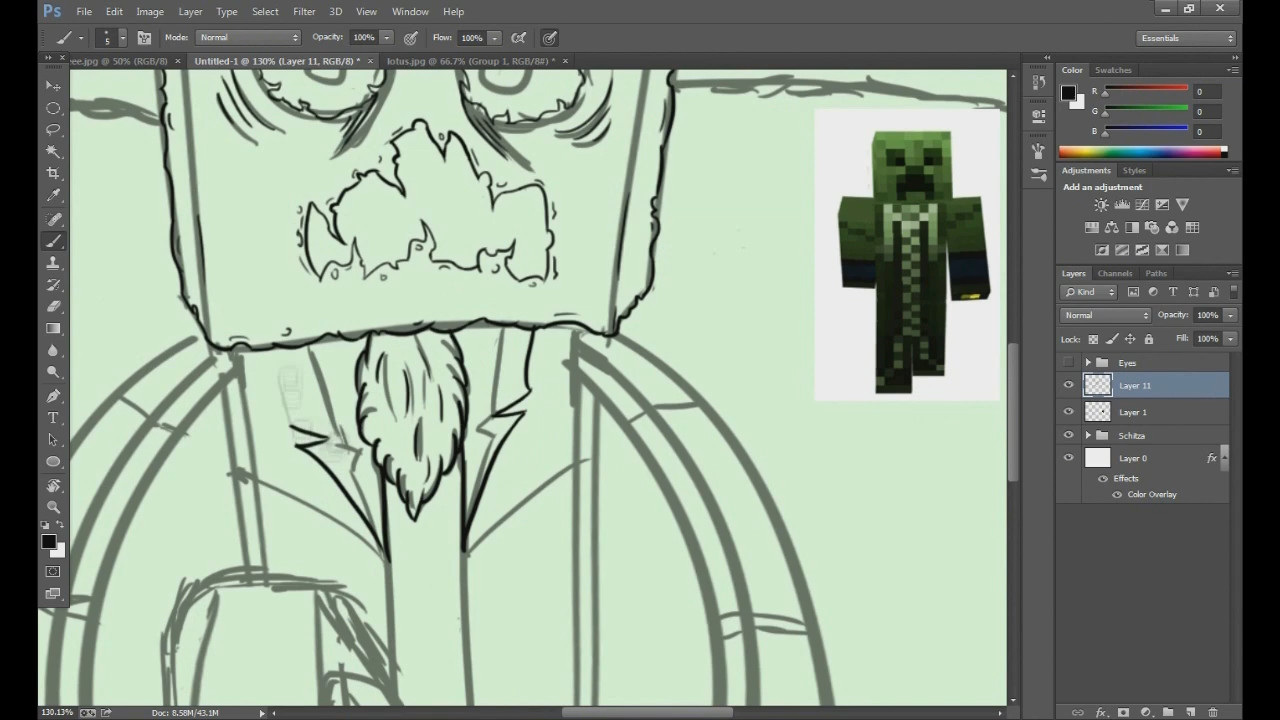 Ps File Edit Image Layer Type Select Filter 3D View Window Help
5 Mode: Normal Opacity: 100% Flow: 100% Essentials
eee.jpg @ 50% (RGB/8) × Untitled-1 @ 130% (Layer 11, RGB/8) * × lotus.jpg @ 66.7% (Group 1, RGB/8#) * ×
Color Swatches
R 0
G 0
B 0
Adjustments Styles
Add an adjustment
Layers Channels Paths
Kind
Normal Opacity: 100%
Lock: Fill: 100%
Eyes
Layer 11
Layer 1
Schitza
Layer 0 fx
Effects
Color Overlay
130.13% Doc: 8.58M/43.1M